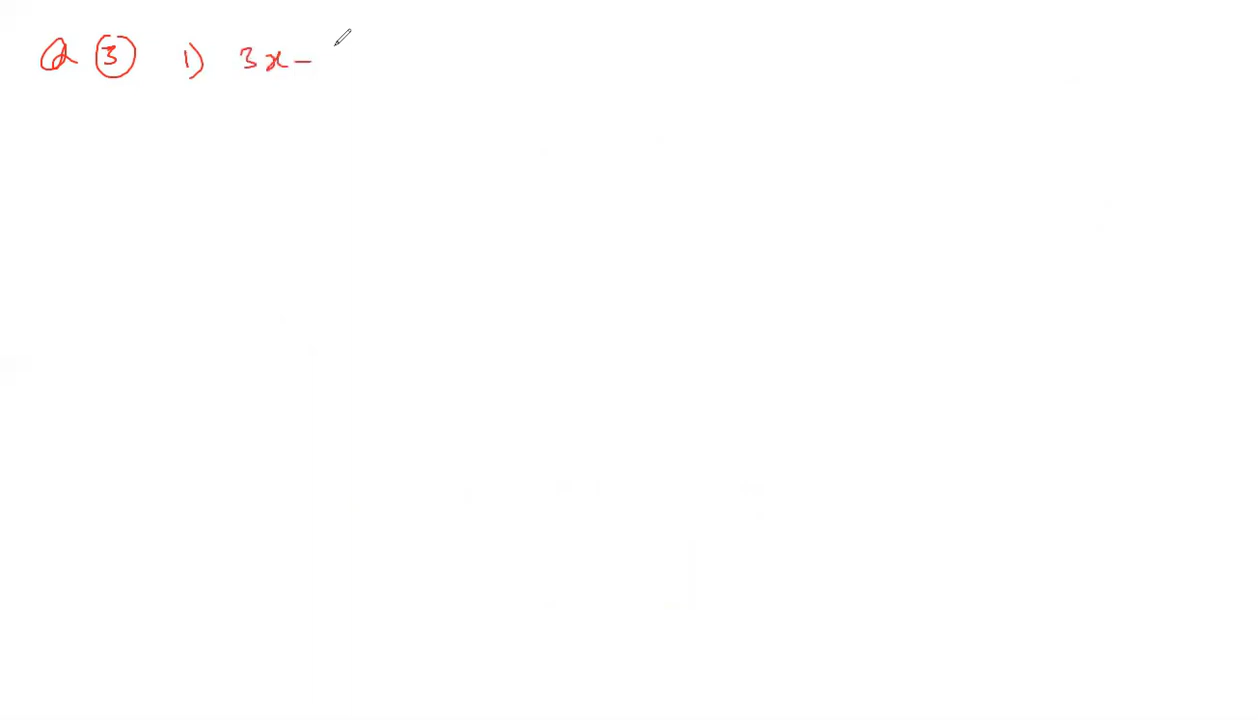 Q ③ 1) 3x -